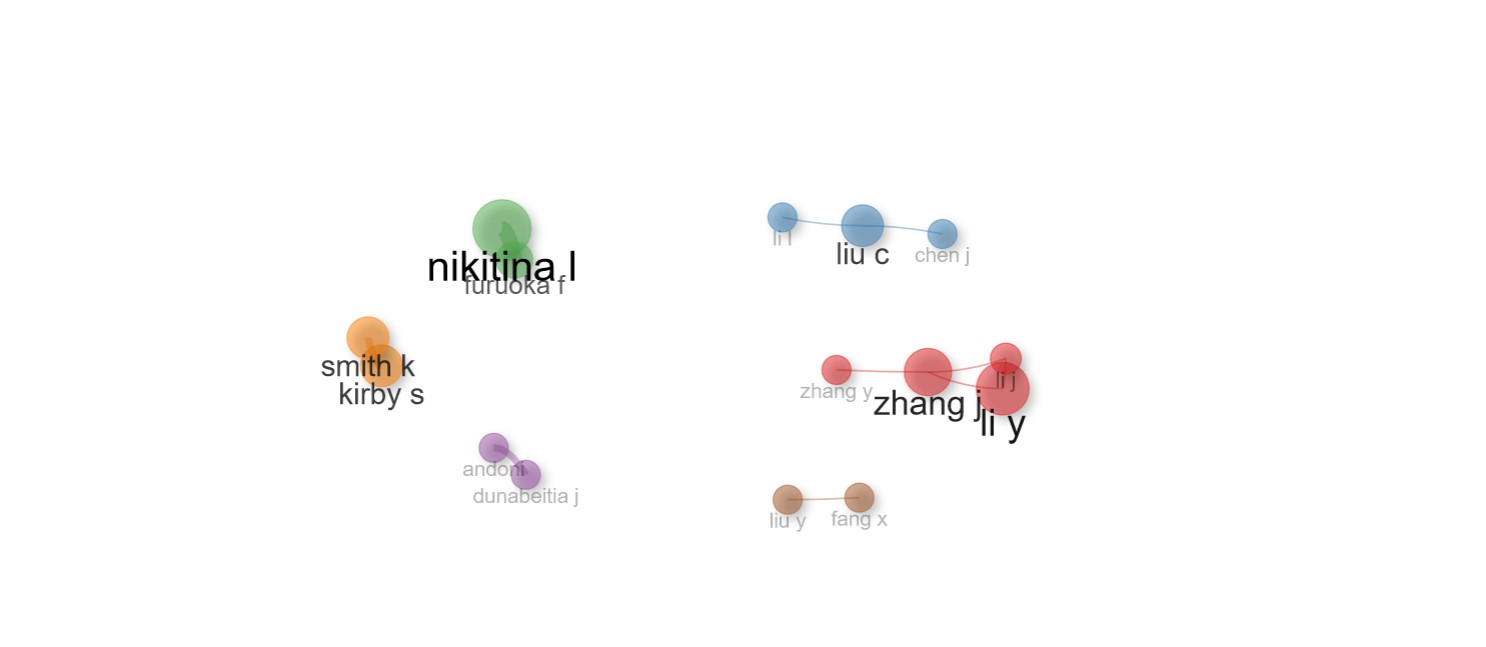 li l
liu c
chen j
nikitina l
furuoka f
smith k
kirby s
zhang y
zhang j
li j
li y
andoni
dunabeitia j
liu y
fang x